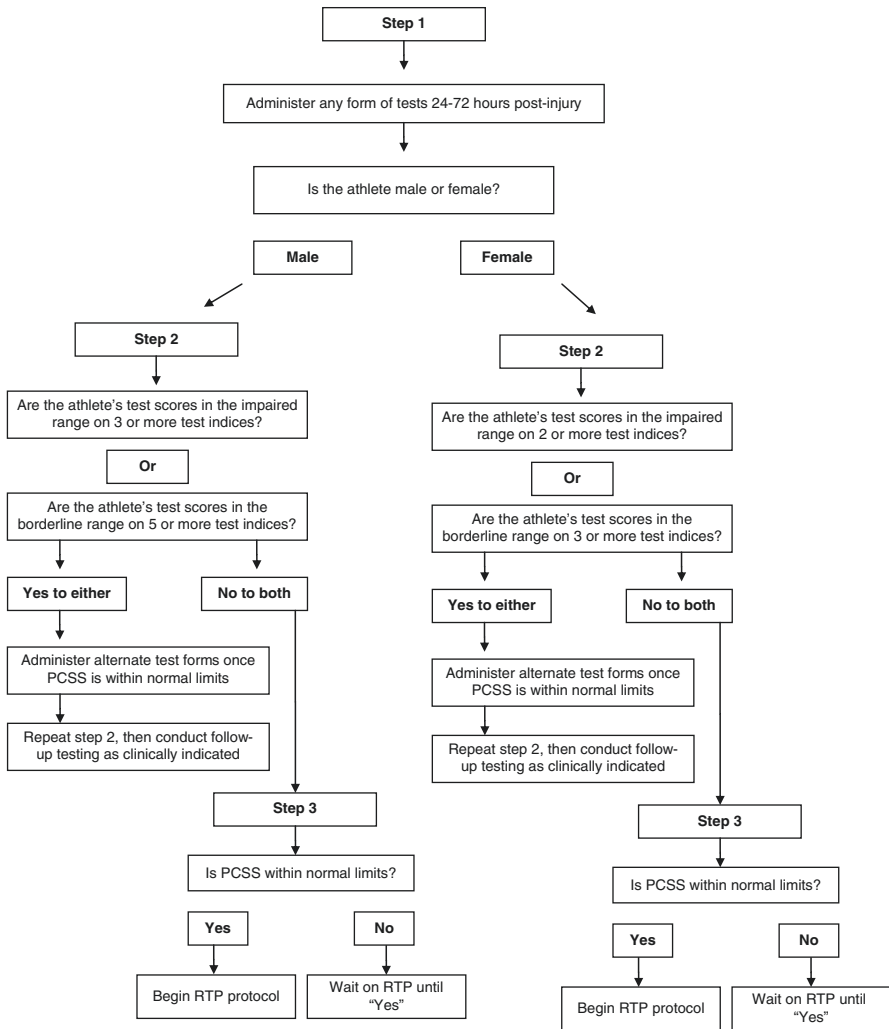 Step 1
Administer any form of tests 24-72 hours post-injury
Is the athlete male or female?
Male
Female
Step 2
Are the athlete’s test scores in the impaired
range on 3 or more test indices?
Or
Are the athlete’s test scores in the
borderline range on 5 or more test indices?
Yes to either
No to both
Administer alternate test forms once
PCSS is within normal limits
Repeat step 2, then conduct follow-
up testing as clinically indicated
Step 3
Is PCSS within normal limits?
Yes
No
Begin RTP protocol
Wait on RTP until
“Yes”
Step 2
Are the athlete’s test scores in the impaired
range on 2 or more test indices?
Or
Are the athlete’s test scores in the
borderline range on 3 or more test indices?
Yes to either
No to both
Administer alternate test forms once
PCSS is within normal limits
Repeat step 2, then conduct follow-
up testing as clinically indicated
Step 3
Is PCSS within normal limits?
Yes
No
Begin RTP protocol
Wait on RTP until
“Yes”